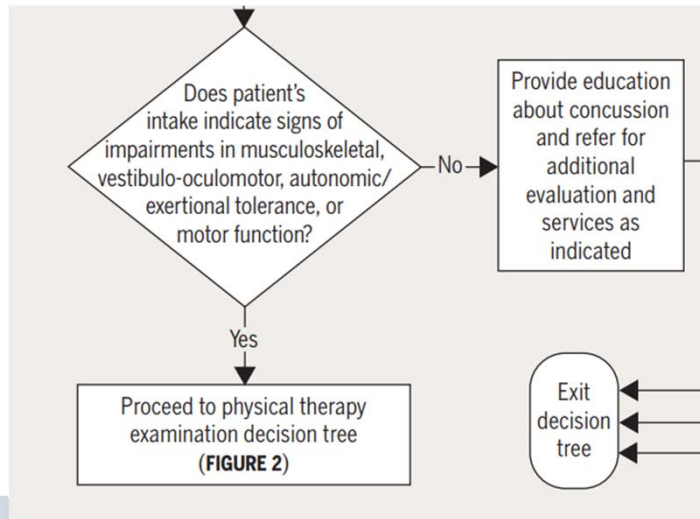 Does patient's
intake indicate signs of
impairments in musculoskeletal,
vestibulo-oculomotor, autonomic/
exertional tolerance, or
motor function?
No
Provide education
about concussion
and refer for
additional
evaluation and
services as
indicated
Yes
Proceed to physical therapy
examination decision tree
(FIGURE 2)
Exit
decision
tree